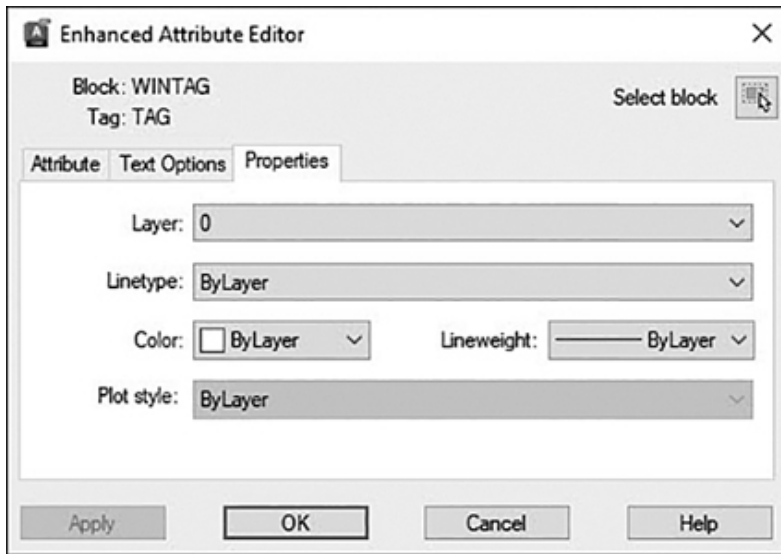 Enhanced Attribute Editor
Block: WINTAG
Tag: TAG
Select block
Attribute Text Options Properties
Layer: 0
Linetype: ByLayer
Color: ByLayer Lineweight: ByLayer
Plot style: ByLayer
Apply OK Cancel Help